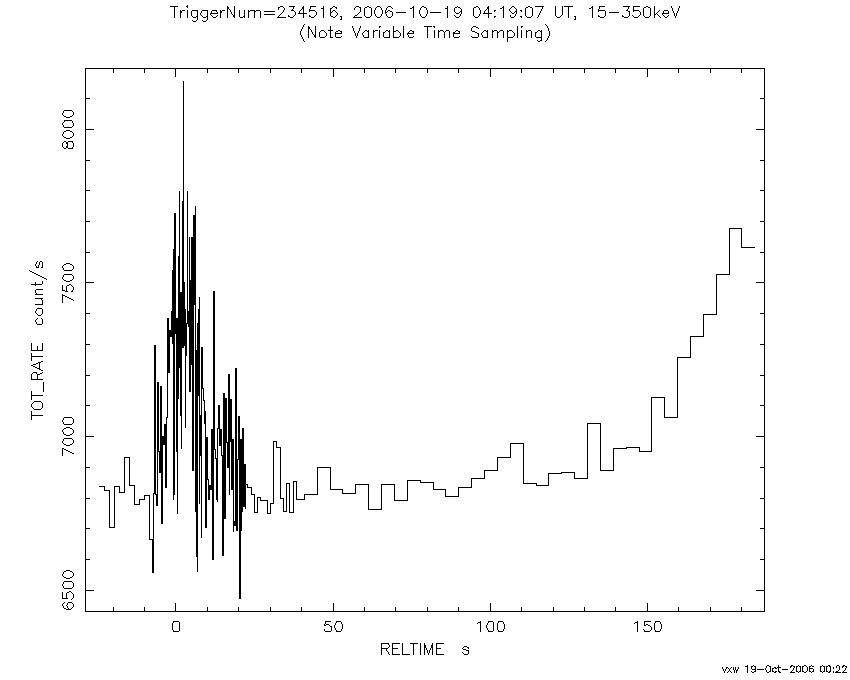 TriggerNum=234516, 2006-10-19 04:19:07 UT, 15-350keV
(Note Variable Time Sampling)
8000
7500
7000
6500
TOT_RATE count/s
0 50 100 150
RELTIME s
vxw 19-Oct-2006 00:22